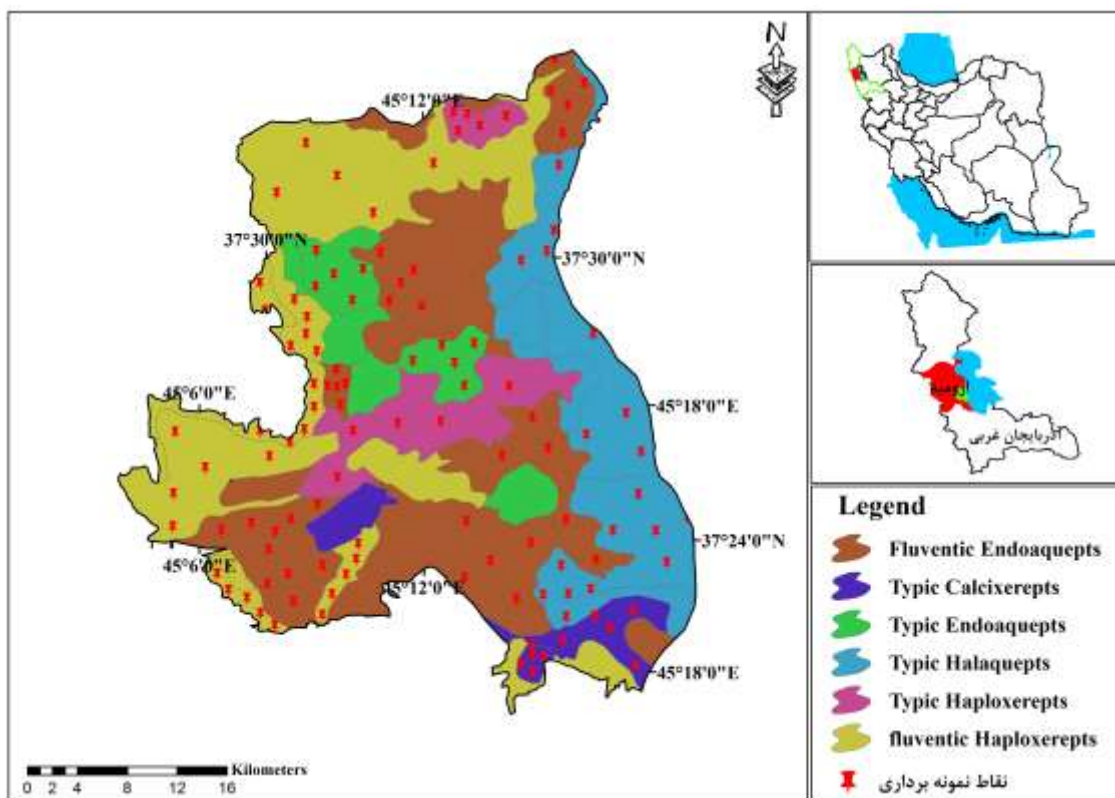 N
45°12'0"E
37°30'0"N
37°30'0"N
45°6'0"E
45°18'0"E
37°24'0"N
45°6'0"E
45°12'0"E
45°18'0"E
Kilometers
0 2 4 8 12 16
ارومیه
آذربایجان غربی
Legend
Fluventic Endoaquepts
Typic Calcixerepts
Typic Endoaquepts
Typic Halaquepts
Typic Haploxerepts
fluventic Haploxerepts
نقاط نمونه برداری